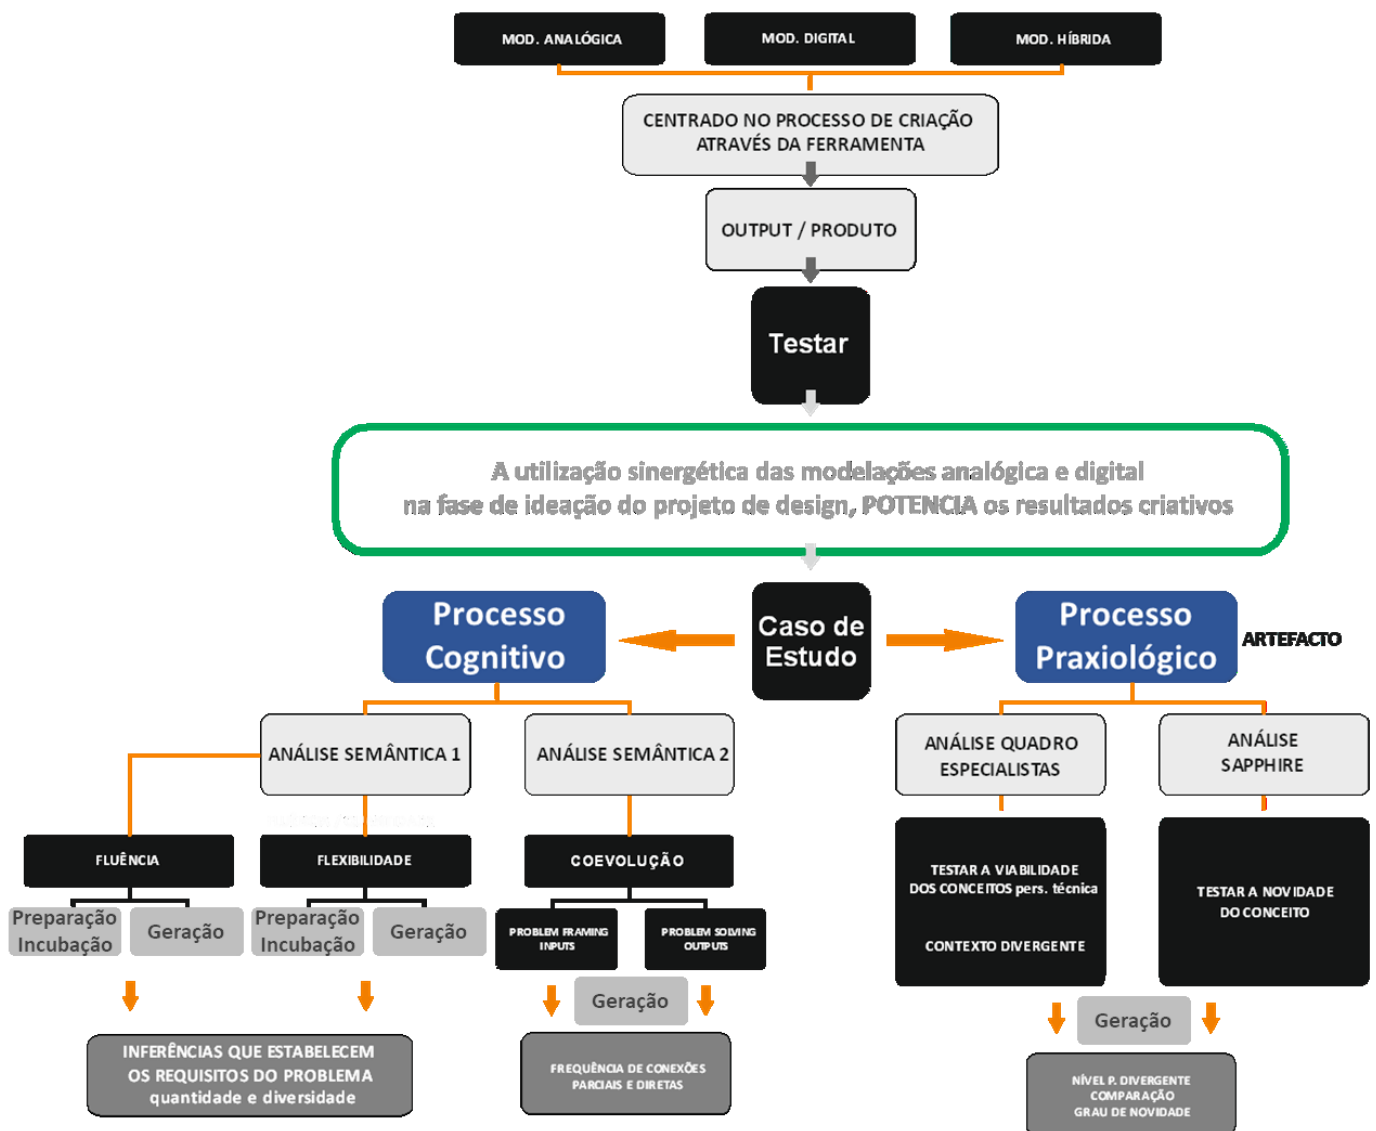 MOD. ANALÓGICA
MOD. DIGITAL
MOD. HÍBRIDA
CENTRADO NO PROCESSO DE CRIAÇÃO
ATRAVÉS DA FERRAMENTA
OUTPUT / PRODUTO
Testar
A utilização sinergética das modelações analógica e digital
na fase de ideação do projeto de design, POTENCIA os resultados criativos
Processo
Cognitivo
Caso de
Estudo
Processo
Praxiológico
ARTEFACTO
ANÁLISE SEMÂNTICA 1
ANÁLISE SEMÂNTICA 2
ANÁLISE QUADRO
ESPECIALISTAS
ANÁLISE
SAPPHIRE
FLUÊNCIA
FLEXIBILIDADE
COEVOLUÇÃO
TESTAR A VIABILIDADE
DOS CONCEITOS pers. técnica
CONTEXTO DIVERGENTE
TESTAR A NOVIDADE
DO CONCEITO
Preparação
Incubação
Geração
Preparação
Incubação
Geração
PROBLEM FRAMING
INPUTS
PROBLEM SOLVING
OUTPUTS
Geração
Geração
INFERÊNCIAS QUE ESTABELECEM
OS REQUISITOS DO PROBLEMA
quantidade e diversidade
FREQUÊNCIA DE CONEXÕES
PARCIAIS E DIRETAS
NÍVEL P. DIVERGENTE
COMPARAÇÃO
GRAU DE NOVIDADE